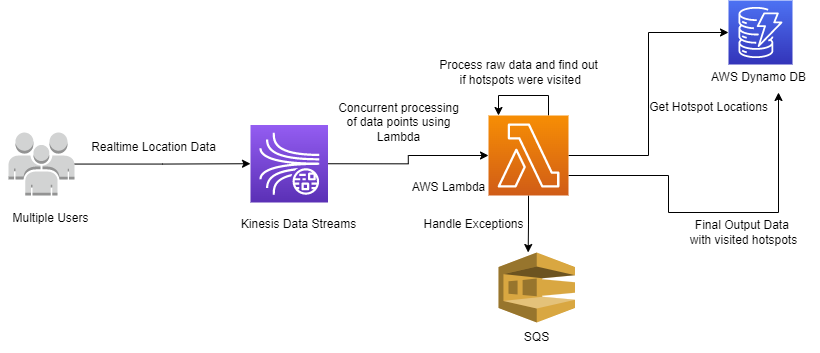 Process raw data and find out
if hotspots were visited
AWS Dynamo DB
Concurrent processing
of data points using
Lambda
Get Hotspot Locations
Realtime Location Data
AWS Lambda
Multiple Users
Kinesis Data Streams
Handle Exceptions
Final Output Data
with visited hotspots
SQS